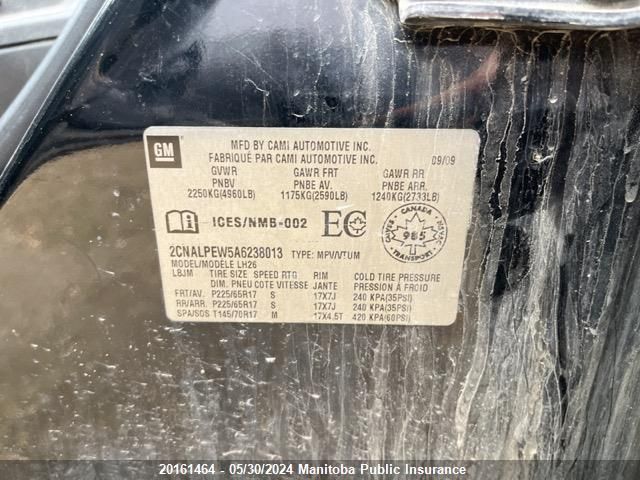 GM
MFD BY CAMI AUTOMOTIVE INC.
FABRIQUÉ PAR CAMI AUTOMOTIVE INC. 09/09
GVWR GAWR FRT GAWR RR
PNBV PNBE AV. PNBE ARR.
2250KG(4960LB) 1175KG(2590LB) 1240KG(2733LB)
ICES/NMB-002 EC
CANADA
985
TRANSPORT
2CNALPEW5A6238013 TYPE: MPV/VTUM
MODEL/MODELE LH26
LBJM TIRE SIZE SPEED RTG RIM COLD TIRE PRESSURE
DIM. PNEU COTE VITESSE JANTE PRESSION À FROID
FRT/AV. P225/65R17 S 17X7J 240 KPA(35PSI)
RR/ARR. P225/65R17 S 17X7J 240 KPA(35PSI)
SPA/SOS T145/70R17 M 17X4.5T 420 KPA(60PSI)
20161464 - 05/30/2024 Manitoba Public Insurance